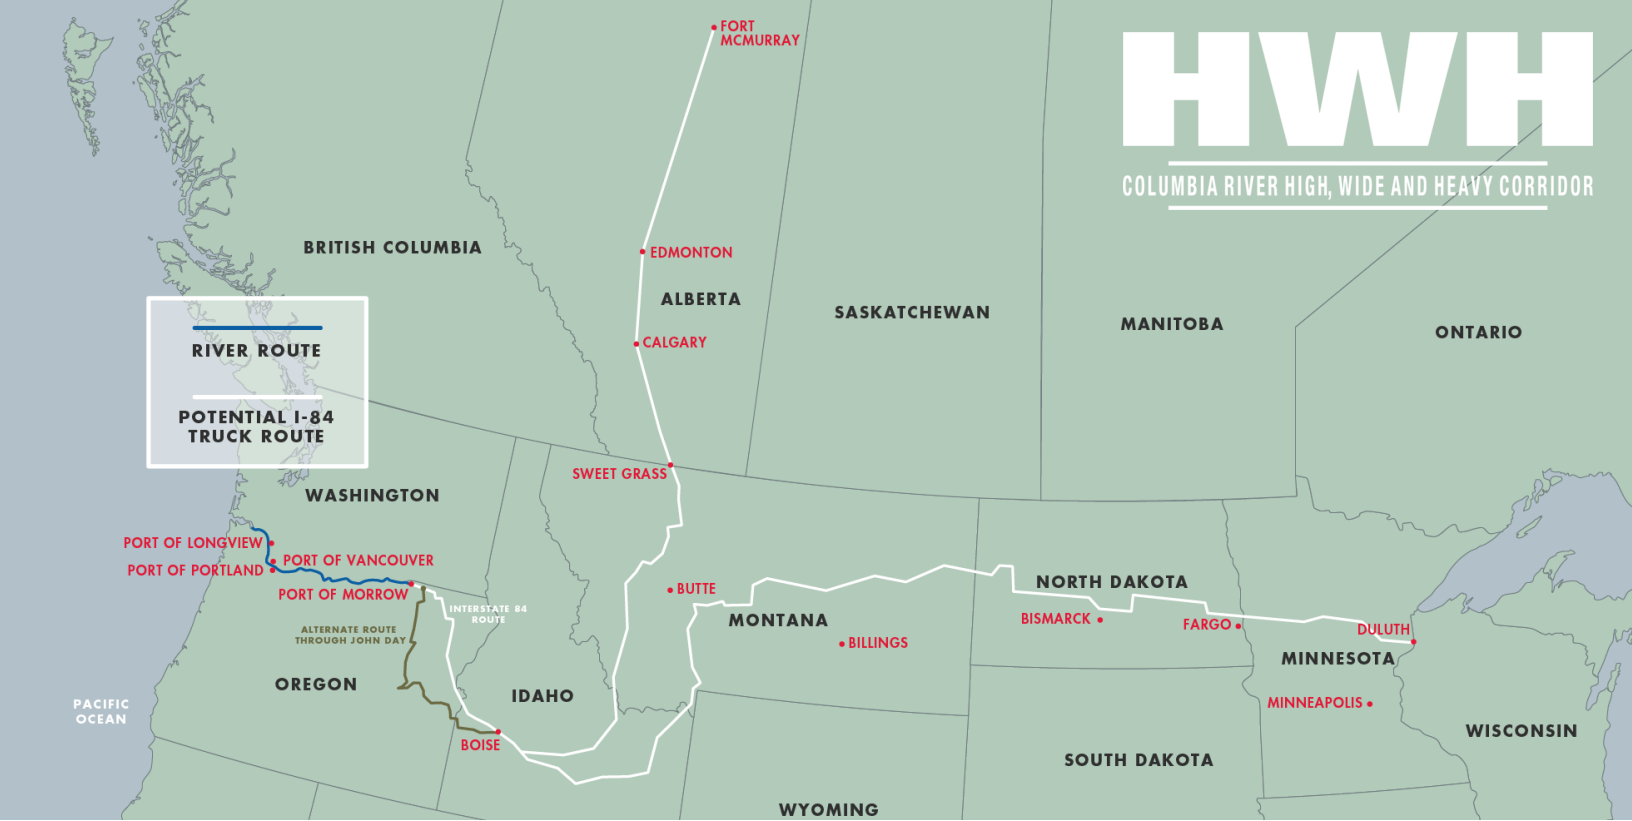 FORT
MCMURRAY
HWH
COLUMBIA RIVER HIGH, WIDE AND HEAVY CORRIDOR
BRITISH COLUMBIA
EDMONTON
ALBERTA
SASKATCHEWAN
MANITOBA
ONTARIO
CALGARY
RIVER ROUTE
POTENTIAL I-84
TRUCK ROUTE
SWEET GRASS
WASHINGTON
PORT OF LONGVIEW
PORT OF VANCOUVER
PORT OF PORTLAND
PORT OF MORROW
INTERSTATE 84
ROUTE
ALTERNATE ROUTE
THROUGH JOHN DAY
BUTTE
MONTANA
BILLINGS
NORTH DAKOTA
BISMARCK
FARGO
DULUTH
MINNESOTA
MINNEAPOLIS
OREGON
IDAHO
PACIFIC
OCEAN
BOISE
WISCONSIN
SOUTH DAKOTA
WYOMING